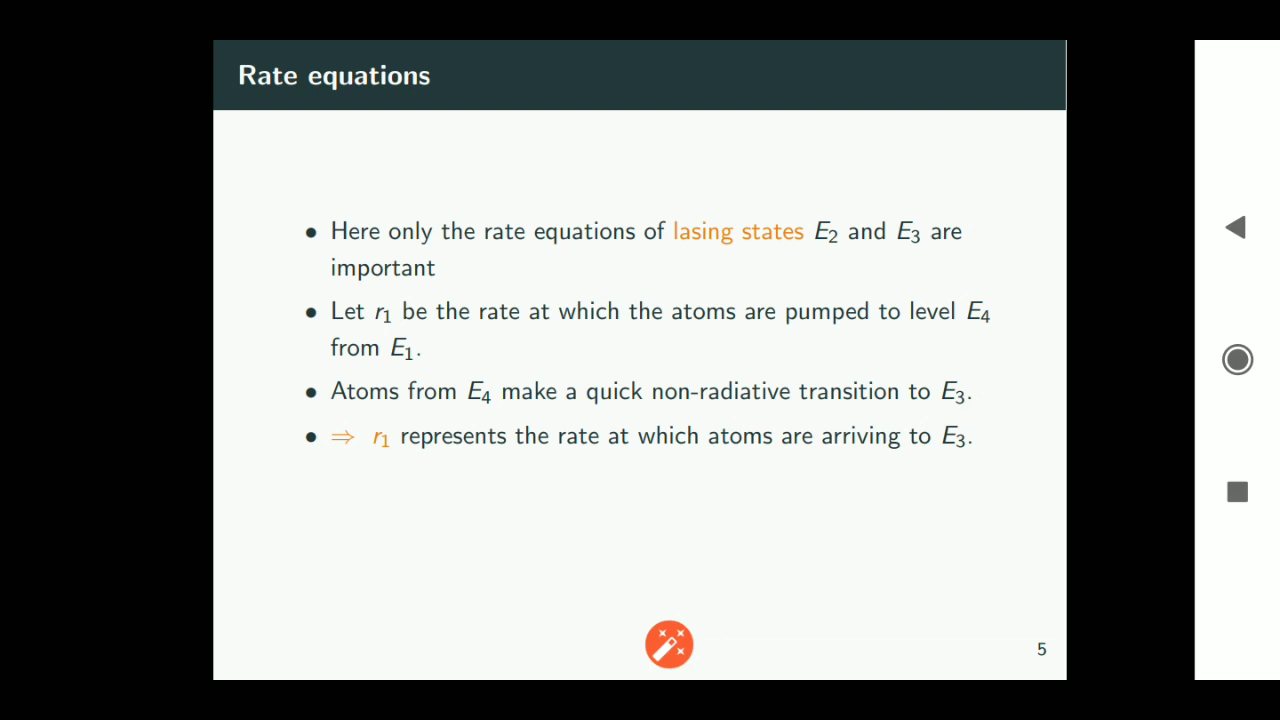 Rate equations
• Here only the rate equations of lasing states E₂ and E₃ are
important
• Let r₁ be the rate at which the atoms are pumped to level E₄
from E₁.
• Atoms from E₄ make a quick non-radiative transition to E₃.
• ⇒ r₁ represents the rate at which atoms are arriving to E₃.
5